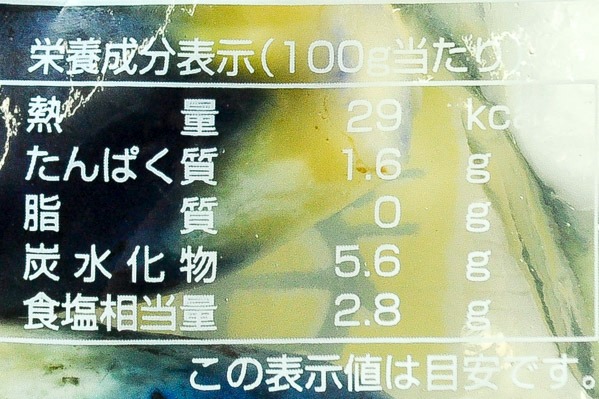 栄養成分表示(100g当たり
熱量 29 kc
たんぱく質 1.6 g
脂質 0 g
炭水化物 5.6 g
食塩相当量 2.8 g
この表示値は目安です。